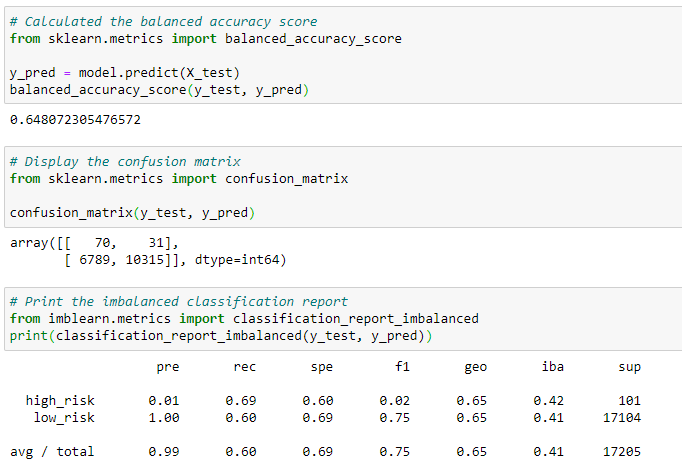 # Calculated the balanced accuracy score
from sklearn.metrics import balanced_accuracy_score
y_pred = model.predict(X_test)
balanced_accuracy_score(y_test, y_pred)
0.648072305476572
# Display the confusion matrix
from sklearn.metrics import confusion_matrix
confusion_matrix(y_test, y_pred)
array([[   70,    31],
       [ 6789, 10315]], dtype=int64)
# Print the imbalanced classification report
from imblearn.metrics import classification_report_imbalanced
print(classification_report_imbalanced(y_test, y_pred))
                   pre       rec       spe        f1       geo       iba       sup
  high_risk       0.01      0.69      0.60      0.02      0.65      0.42       101
   low_risk       1.00      0.60      0.69      0.75      0.65      0.41     17104
avg / total       0.99      0.60      0.69      0.75      0.65      0.41     17205